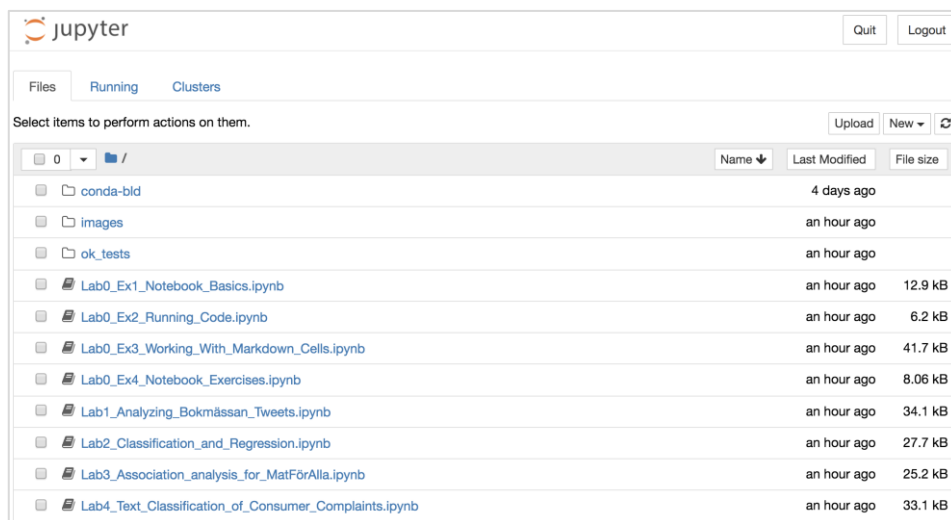 jupyter Quit Logout
Files Running Clusters
Select items to perform actions on them. Upload New
0 / Name Last Modified File size
conda-bld 4 days ago
images an hour ago
ok_tests an hour ago
Lab0_Ex1_Notebook_Basics.ipynb an hour ago 12.9 kB
Lab0_Ex2_Running_Code.ipynb an hour ago 6.2 kB
Lab0_Ex3_Working_With_Markdown_Cells.ipynb an hour ago 41.7 kB
Lab0_Ex4_Notebook_Exercises.ipynb an hour ago 8.06 kB
Lab1_Analyzing_Bokmässan_Tweets.ipynb an hour ago 34.1 kB
Lab2_Classification_and_Regression.ipynb an hour ago 27.7 kB
Lab3_Association_analysis_for_MatFörAlla.ipynb an hour ago 25.2 kB
Lab4_Text_Classification_of_Consumer_Complaints.ipynb an hour ago 33.1 kB